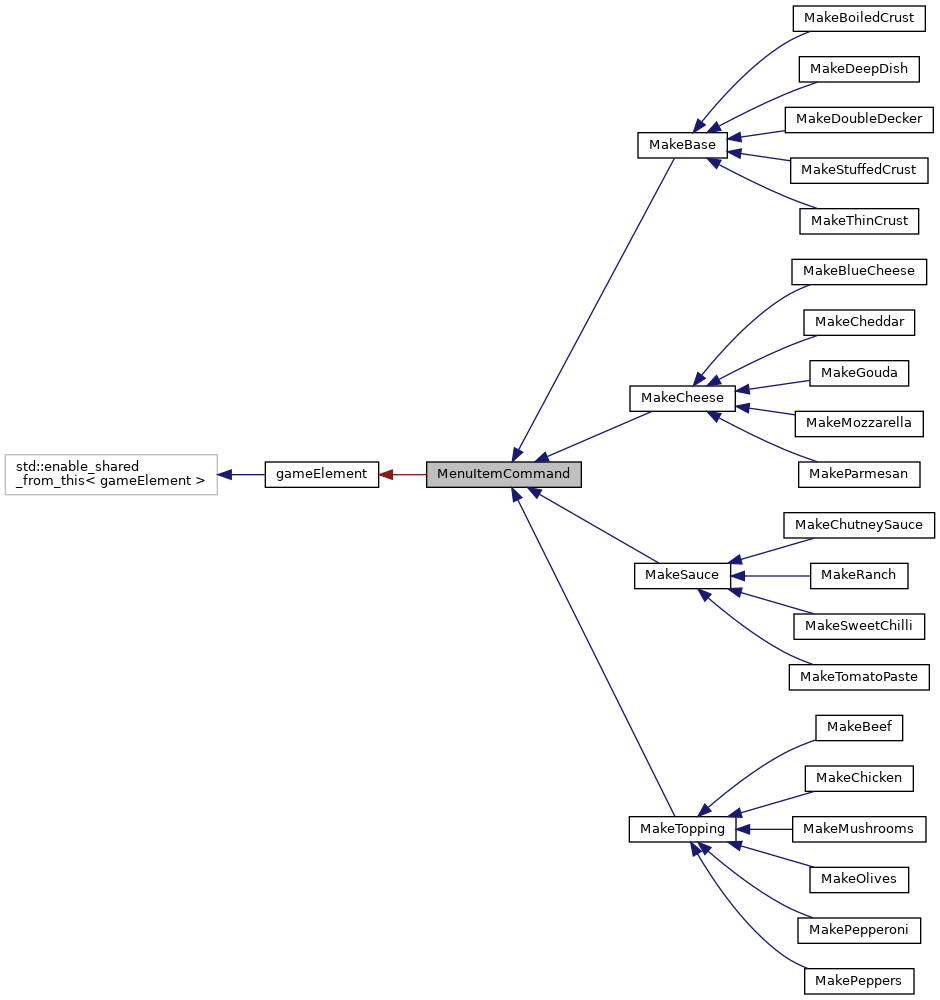 MakeBoiledCrust
MakeDeepDish
MakeDoubleDecker
MakeBase
MakeStuffedCrust
MakeThinCrust
MakeBlueCheese
MakeCheddar
MakeGouda
MakeCheese
MakeMozzarella
MakeParmesan
std::enable_shared
_from_this< gameElement >
gameElement
MenuItemCommand
MakeChutneySauce
MakeSauce
MakeRanch
MakeSweetChilli
MakeTomatoPaste
MakeBeef
MakeChicken
MakeTopping
MakeMushrooms
MakeOlives
MakePepperoni
MakePeppers